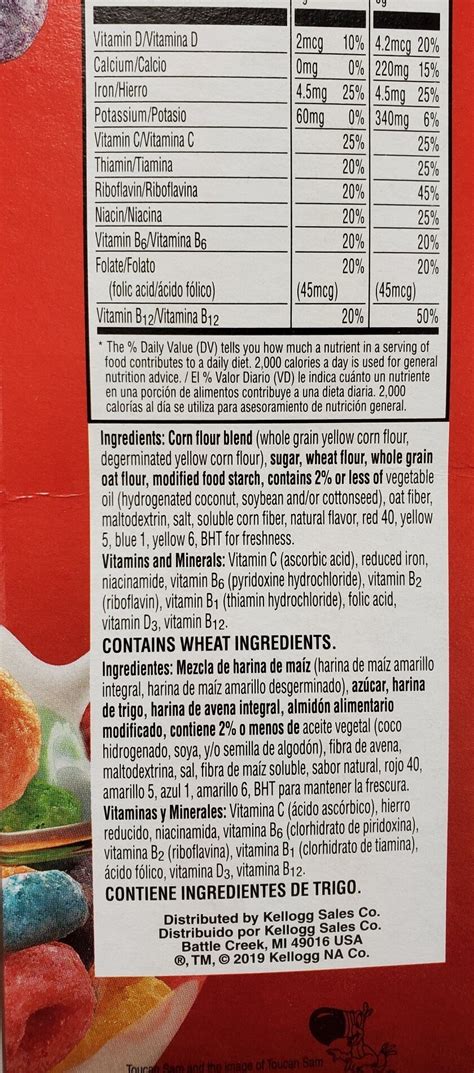 Vitamin D/Vitamina D 2mcg 10% 4.2mcg 20%
Calcium/Calcio 0mg 0% 220mg 15%
Iron/Hierro 4.5mg 25% 4.5mg 25%
Potassium/Potasio 60mg 0% 340mg 6%
Vitamin C/Vitamina C 25% 25%
Thiamin/Tiamina 20% 25%
Riboflavin/Riboflavina 20% 45%
Niacin/Niacina 20% 25%
Vitamin B6/Vitamina B6 20% 20%
Folate/Folato 20% 20%
(folic acid/ácido fólico) (45mcg) (45mcg)
Vitamin B12/Vitamina B12 20% 50%
* The % Daily Value (DV) tells you how much a nutrient in a serving of
food contributes to a daily diet. 2,000 calories a day is used for general
nutrition advice. / El % Valor Diario (VD) le indica cuánto un nutriente
en una porción de alimentos contribuye a una dieta diaria. 2,000
calorías al día se utiliza para asesoramiento de nutrición general.
Ingredients: Corn flour blend (whole grain yellow corn flour,
degerminated yellow corn flour), sugar, wheat flour, whole grain
oat flour, modified food starch, contains 2% or less of vegetable
oil (hydrogenated coconut, soybean and/or cottonseed), oat fiber,
maltodextrin, salt, soluble corn fiber, natural flavor, red 40, yellow
5, blue 1, yellow 6, BHT for freshness.
Vitamins and Minerals: Vitamin C (ascorbic acid), reduced iron,
niacinamide, vitamin B6 (pyridoxine hydrochloride), vitamin B2
(riboflavin), vitamin B1 (thiamin hydrochloride), folic acid,
vitamin D3, vitamin B12.
CONTAINS WHEAT INGREDIENTS.
Ingredientes: Mezcla de harina de maíz (harina de maíz amarillo
integral, harina de maíz amarillo desgerminado), azúcar, harina
de trigo, harina de avena integral, almidón alimentario
modificado, contiene 2% o menos de aceite vegetal (coco
hidrogenado, soya, y/o semilla de algodón), fibra de avena,
maltodextrina, sal, fibra de maíz soluble, sabor natural, rojo 40,
amarillo 5, azul 1, amarillo 6, BHT para mantener la frescura.
Vitaminas y Minerales: Vitamina C (ácido ascórbico), hierro
reducido, niacinamida, vitamina B6 (clorhidrato de piridoxina),
vitamina B2 (riboflavina), vitamina B1 (clorhidrato de tiamina),
ácido fólico, vitamina D3, vitamina B12.
CONTIENE INGREDIENTES DE TRIGO.
Distributed by Kellogg Sales Co.
Distribuido por Kellogg Sales Co.
Battle Creek, MI 49016 USA
®, TM, © 2019 Kellogg NA Co.
Toucan Sam and the image of Toucan Sam